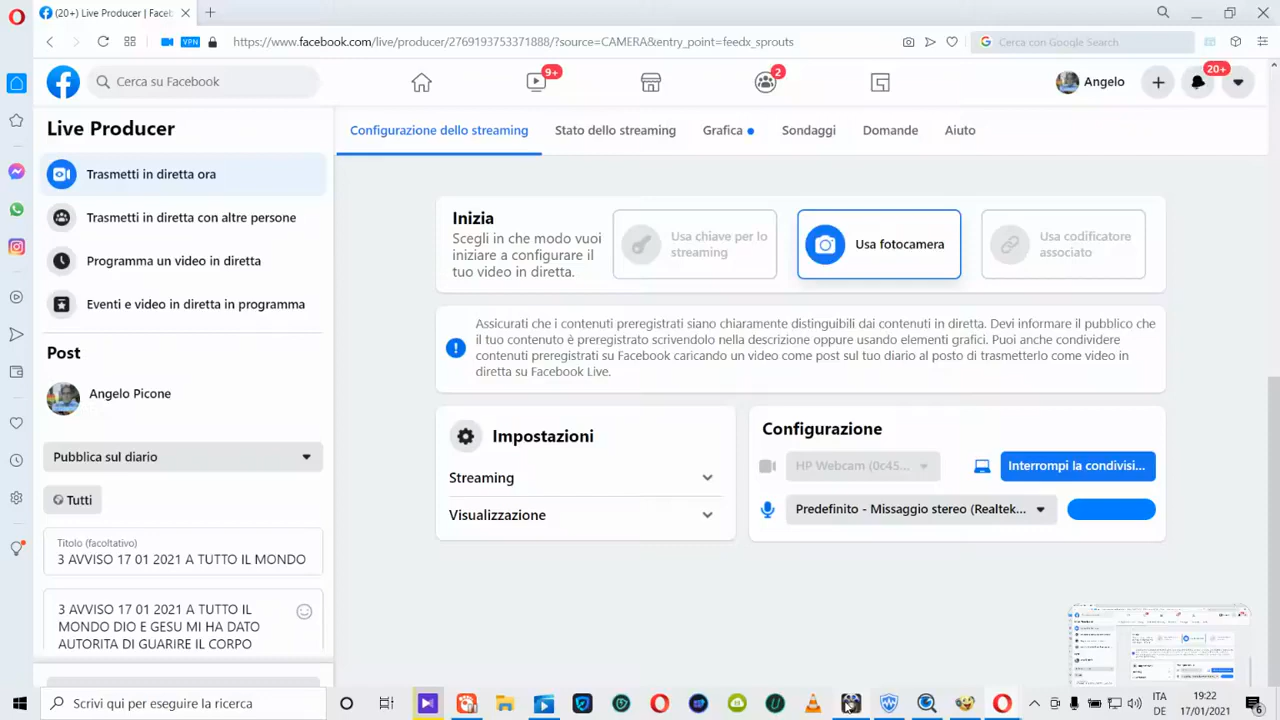 (20+) Live Producer | Faceb
VPN
https://www.facebook.com/live/producer/2769193753371888/?source=CAMERA&entry_point=feedx_sprouts
Cerca con Google Search
Cerca su Facebook
9+
2
Angelo
20+
Live Producer
Trasmetti in diretta ora
Trasmetti in diretta con altre persone
Programma un video in diretta
Eventi e video in diretta in programma
Post
Angelo Picone
Pubblica sul diario
Tutti
Titolo (facoltativo)
3 AVVISO 17 01 2021 A TUTTO IL MONDO
3 AVVISO 17 01 2021 A TUTTO IL
MONDO DIO E GESU MI HA DATO
AUTORITA DI GUARIRE IL CORPO
Configurazione dello streaming
Stato dello streaming
Grafica
Sondaggi
Domande
Aiuto
Inizia
Scegli in che modo vuoi
iniziare a configurare il
tuo video in diretta.
Usa chiave per lo
streaming
Usa fotocamera
Usa codificatore
associato
Assicurati che i contenuti preregistrati siano chiaramente distinguibili dai contenuti in diretta. Devi informare il pubblico che
il tuo contenuto è preregistrato scrivendolo nella descrizione oppure usando elementi grafici. Puoi anche condividere
contenuti preregistrati su Facebook caricando un video come post sul tuo diario al posto di trasmetterlo come video in
diretta su Facebook Live.
Impostazioni
Streaming
Visualizzazione
Configurazione
HP Webcam (0c45...
Interrompi la condivisi...
Predefinito - Missaggio stereo (Realtek...
Scrivi qui per eseguire la ricerca
ITA
DE
19:22
17/01/2021
6